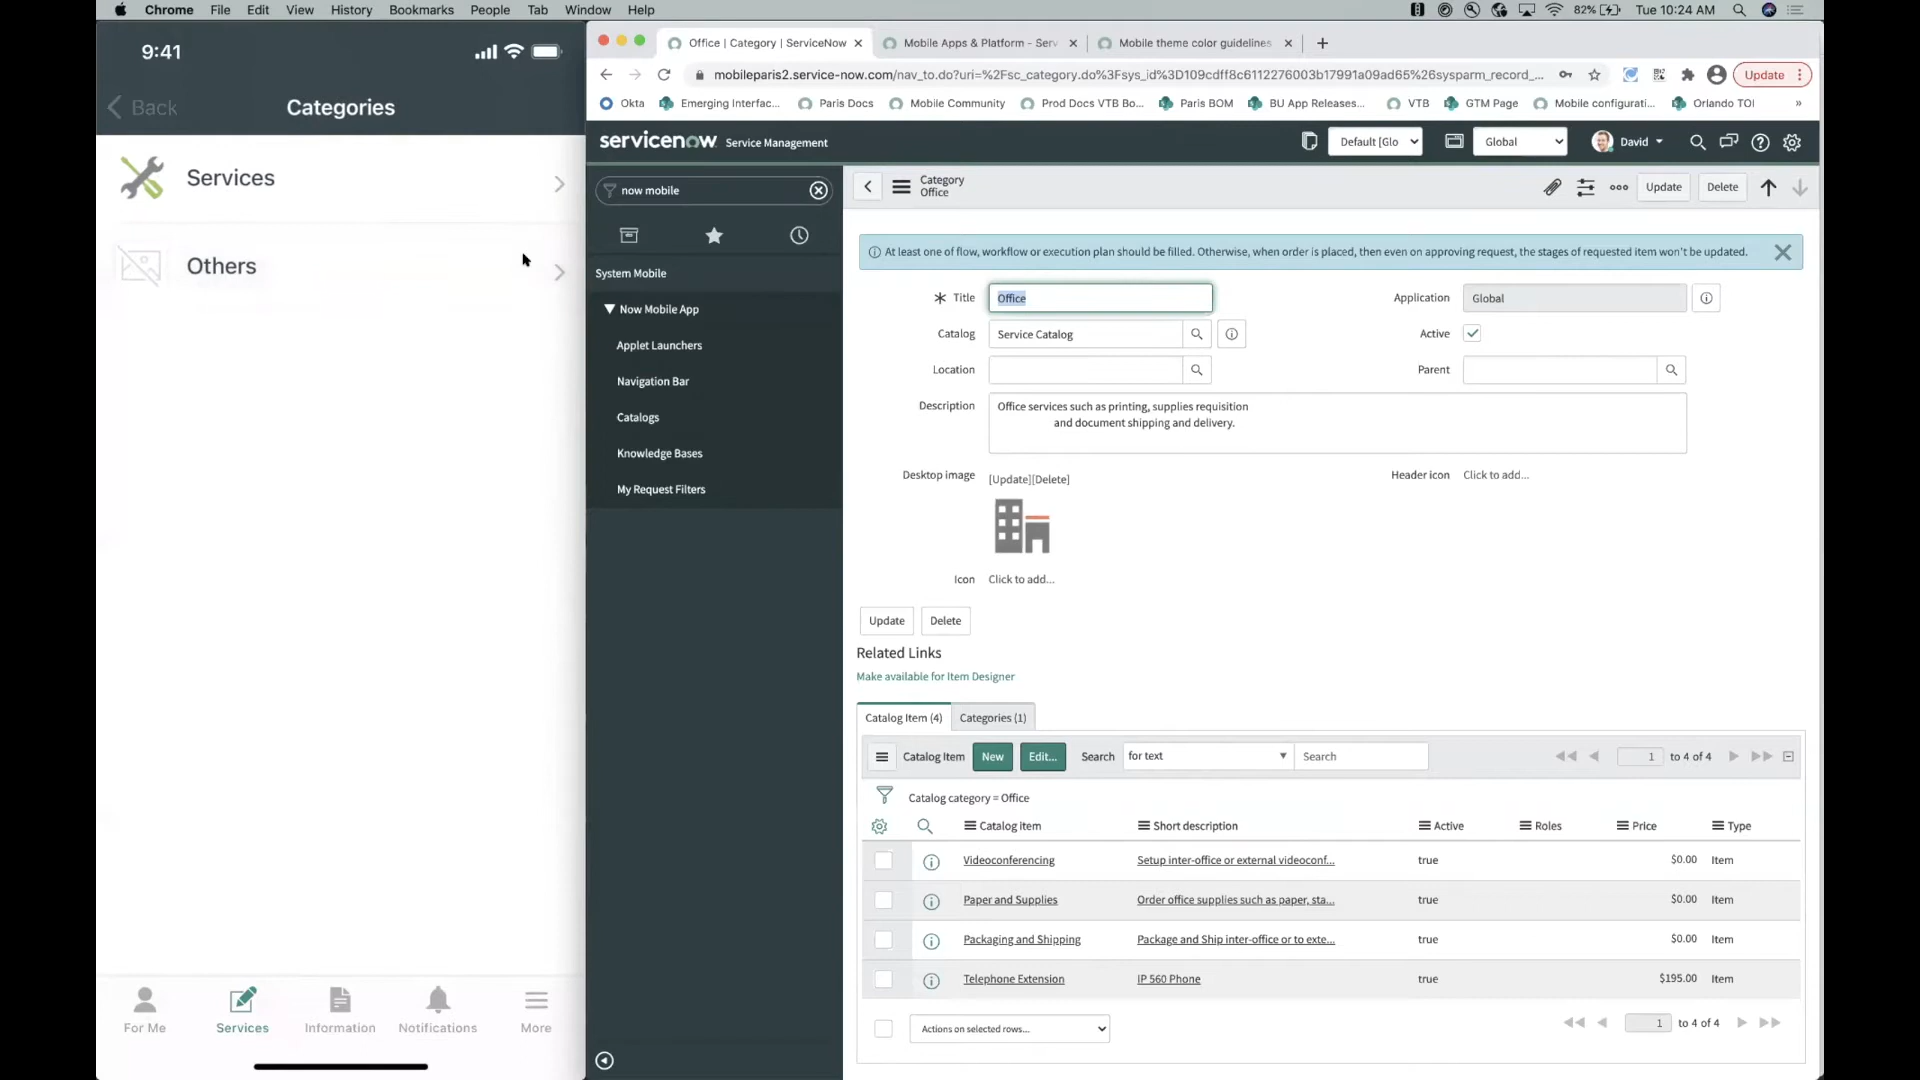 Chrome File Edit View History Bookmarks People Tab Window Help 82% Tue 10:24 AM
9:41
Back Categories
Services
Others
For Me Services Information Notifications More
Office | Category | ServiceNow Mobile Apps & Platform - Serv Mobile theme color guidelines
mobileparis2.service-now.com/nav_to.do?uri=%2Fsc_category.do%3Fsys_id%3D109cdff8c6112276003b17991a09ad65%26sysparm_record_... Update
Okta Emerging Interfac... Paris Docs Mobile Community Prod Docs VTB Bo... Paris BOM BU App Releases... VTB GTM Page Mobile configurati... Orlando TOI »
servicenow Service Management Default [Glo Global David
now mobile
System Mobile
Now Mobile App
Applet Launchers
Navigation Bar
Catalogs
Knowledge Bases
My Request Filters
Category
Office
Update Delete
At least one of flow, workflow or execution plan should be filled. Otherwise, when order is placed, then even on approving request, the stages of requested item won't be updated.
Title Office Application Global
Catalog Service Catalog Active
Location Parent
Description Office services such as printing, supplies requisition
and document shipping and delivery.
Desktop image [Update][Delete] Header icon Click to add...
Icon Click to add...
Update Delete
Related Links
Make available for Item Designer
Catalog Item (4) Categories (1)
Catalog Item New Edit... Search for text Search 1 to 4 of 4
Catalog category = Office
Catalog Item Short description Active Roles Price Type
Videoconferencing Setup inter-office or external videoconf... true $0.00 Item
Paper and Supplies Order office supplies such as paper, sta... true $0.00 Item
Packaging and Shipping Package and Ship inter-office or to exte... true $0.00 Item
Telephone Extension IP 560 Phone true $195.00 Item
Actions on selected rows... 1 to 4 of 4